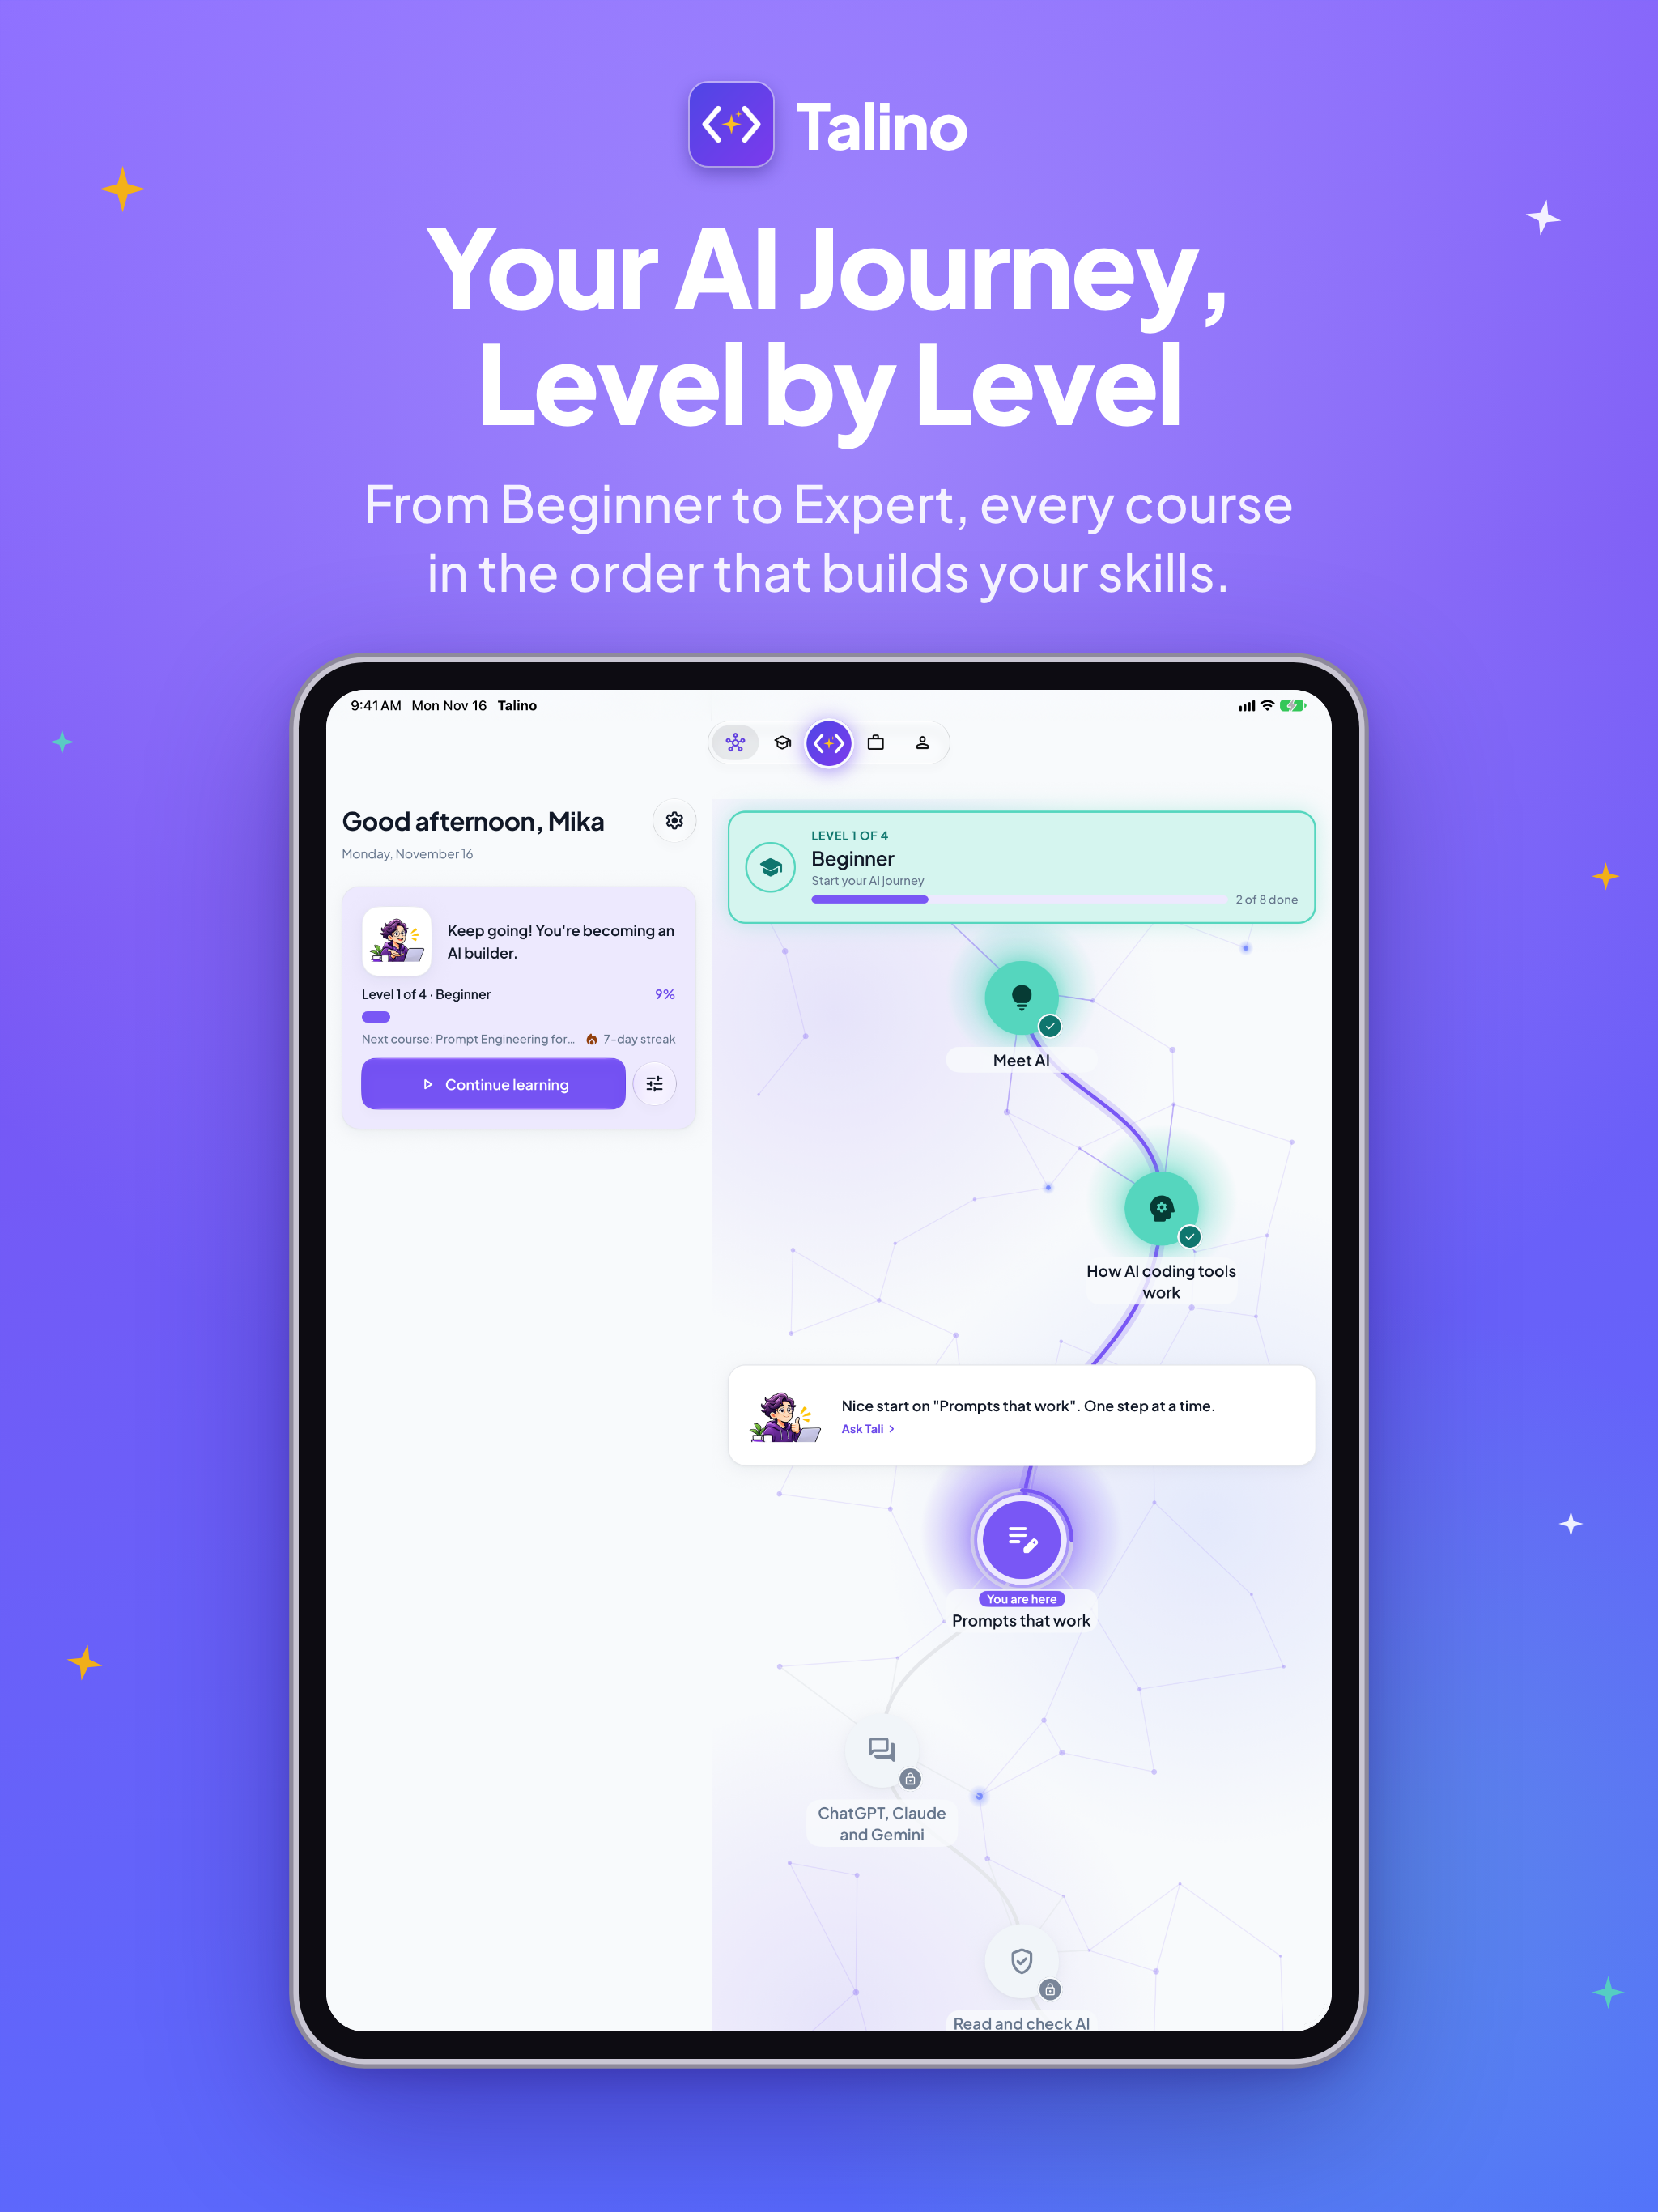 Talino
Your AI Journey,
Level by Level
From Beginner to Expert, every course
in the order that builds your skills.
9:41 AM Mon Nov 16 Talino
Good afternoon, Mika
Monday, November 16
Keep going! You're becoming an
AI builder.
Level 1 of 4 · Beginner 9%
Next course: Prompt Engineering for... 7-day streak
Continue learning
LEVEL 1 OF 4
Beginner
Start your AI journey
2 of 8 done
Meet AI
How AI coding tools
work
Nice start on "Prompts that work". One step at a time.
Ask Tali >
You are here
Prompts that work
ChatGPT, Claude
and Gemini
Read and check AI